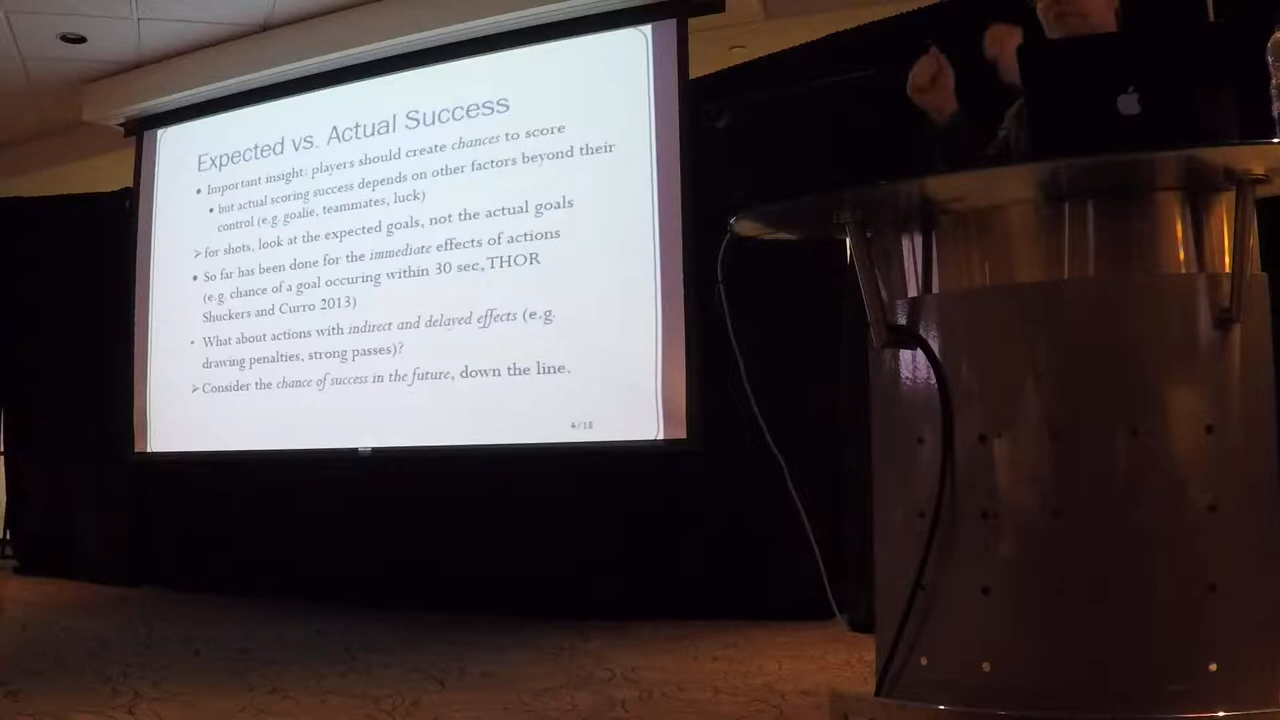 Expected vs. Actual Success
• Important insight: players should create chances to score
• but actual scoring success depends on other factors beyond their
control (e.g. goalie, teammates, luck)
➢ for shots, look at the expected goals, not the actual goals
• So far has been done for the immediate effects of actions
(e.g. chance of a goal occuring within 30 sec, THOR
Shuckers and Curro 2013)
• What about actions with indirect and delayed effects (e.g.
drawing penalties, strong passes)?
➢ Consider the chance of success in the future, down the line.
4/18